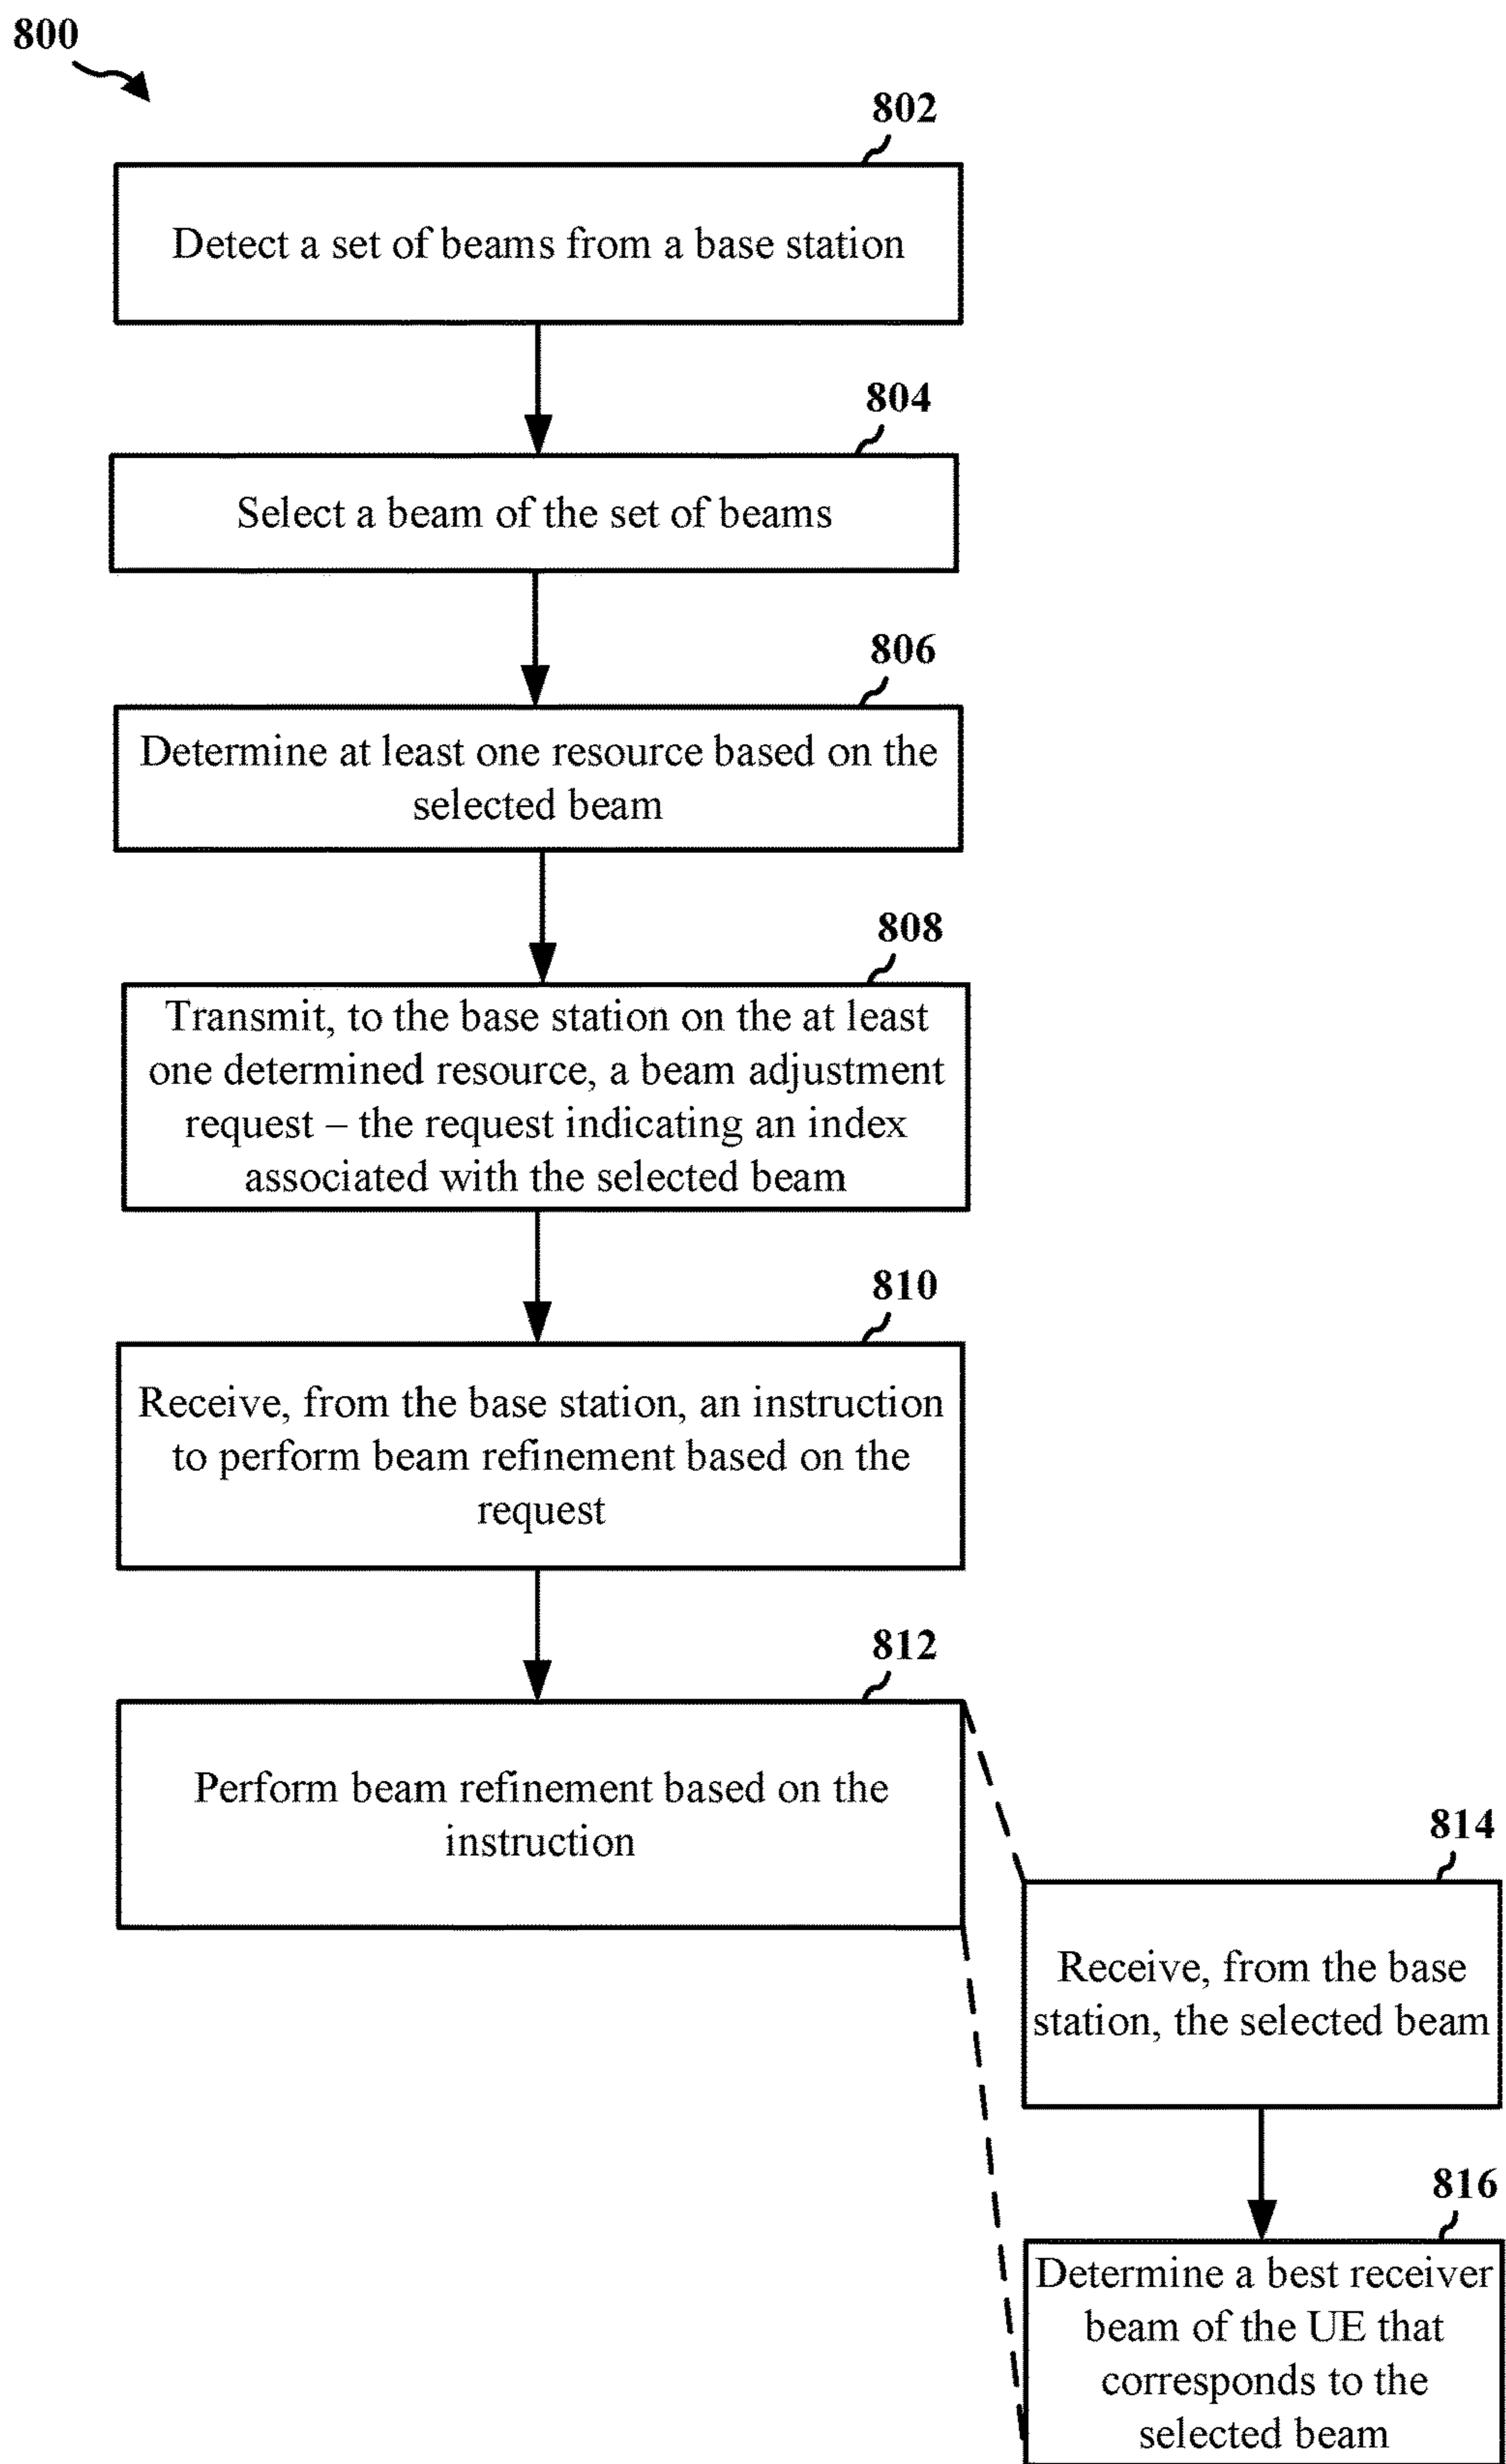 800
802
Detect a set of beams from a base station
804
Select a beam of the set of beams
806
Determine at least one resource based on the
selected beam
808
Transmit, to the base station on the at least
one determined resource, a beam adjustment
request – the request indicating an index
associated with the selected beam
810
Receive, from the base station, an instruction
to perform beam refinement based on the
request
812
Perform beam refinement based on the
instruction
814
Receive, from the base
station, the selected beam
816
Determine a best receiver
beam of the UE that
corresponds to the
selected beam